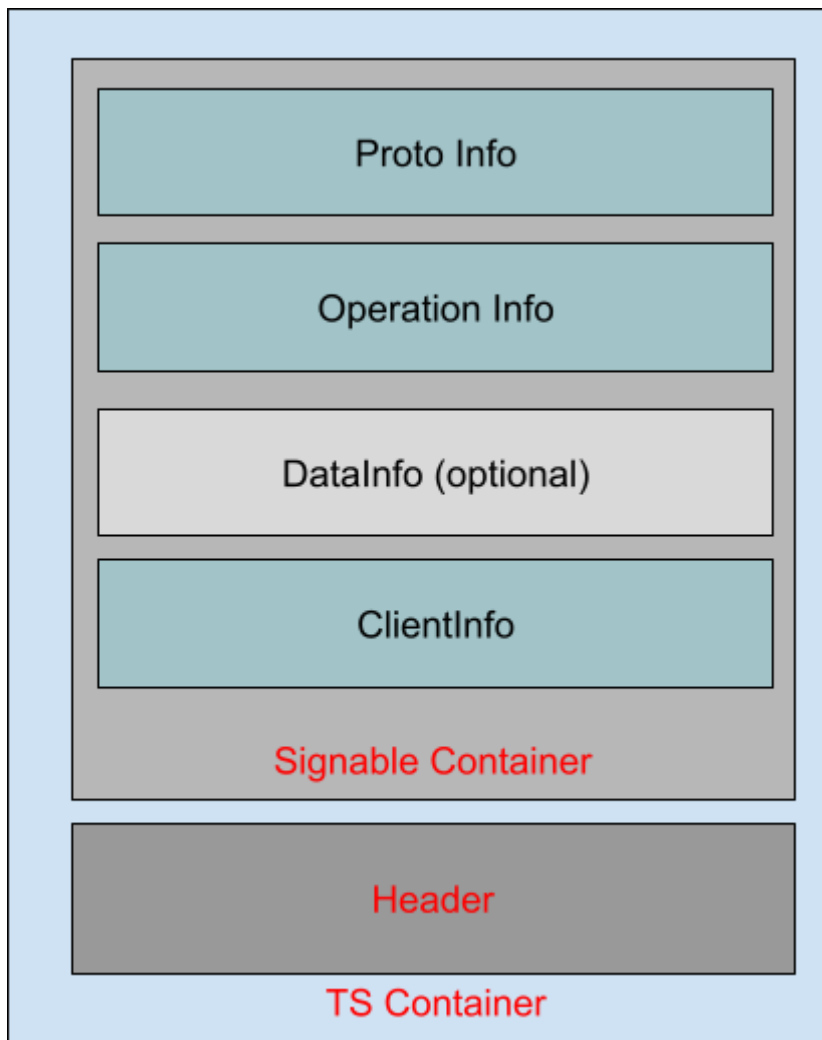 Proto Info
Operation Info
DataInfo (optional)
ClientInfo
Signable Container
Header
TS Container